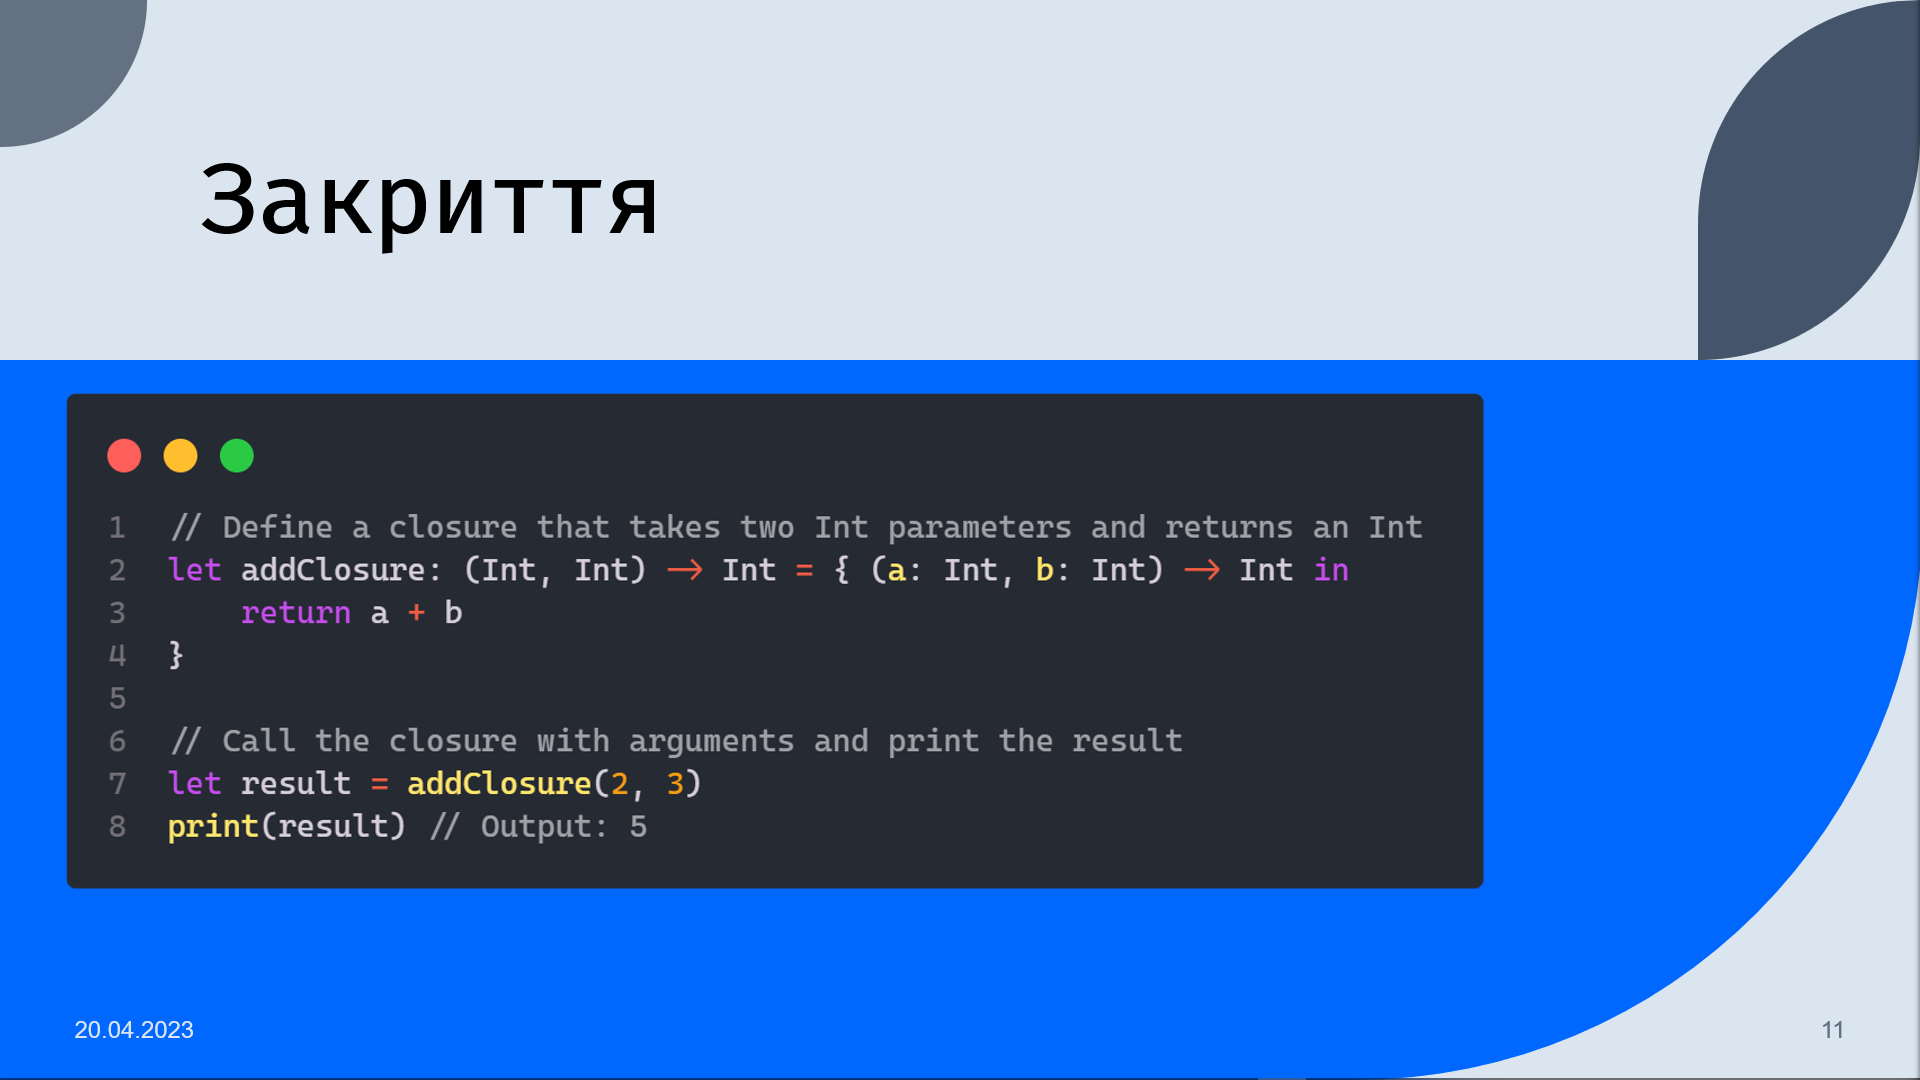 Закриття
1 // Define a closure that takes two Int parameters and returns an Int
2 let addClosure: (Int, Int) -> Int = { (a: Int, b: Int) -> Int in
3     return a + b
4 }
5
6 // Call the closure with arguments and print the result
7 let result = addClosure(2, 3)
8 print(result) // Output: 5
20.04.2023
11